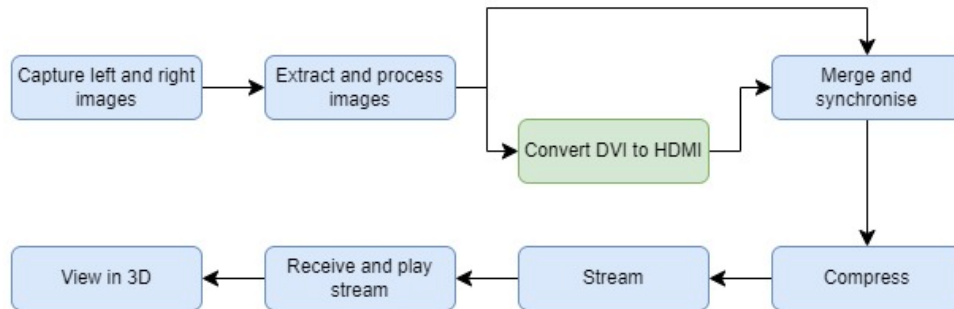 Capture left and right
images
Extract and process
images
Merge and
synchronise
Convert DVI to HDMI
View in 3D
Receive and play
stream
Stream
Compress